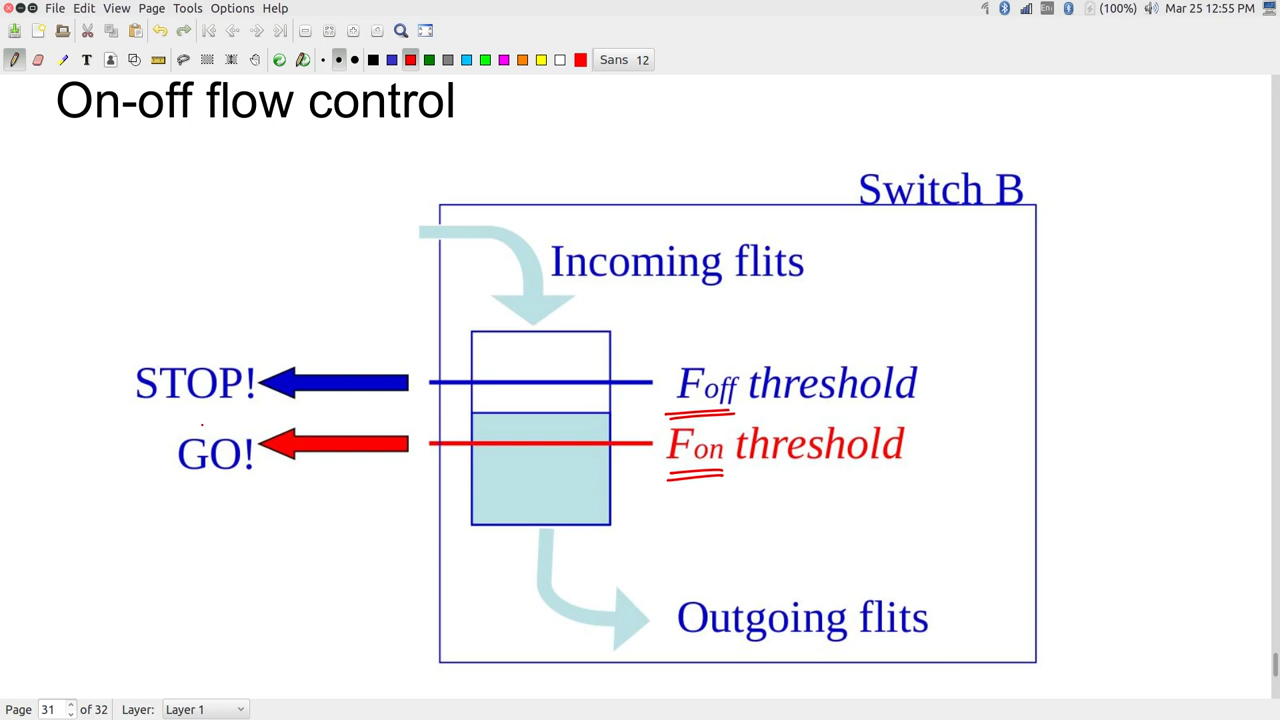 File Edit View Page Tools Options Help
En (100%) Mar 25 12:55 PM
T Sans 12
On-off flow control
Switch B
Incoming flits
STOP!
Foff threshold
GO!
Fon threshold
Outgoing flits
Page 31 of 32 Layer: Layer 1